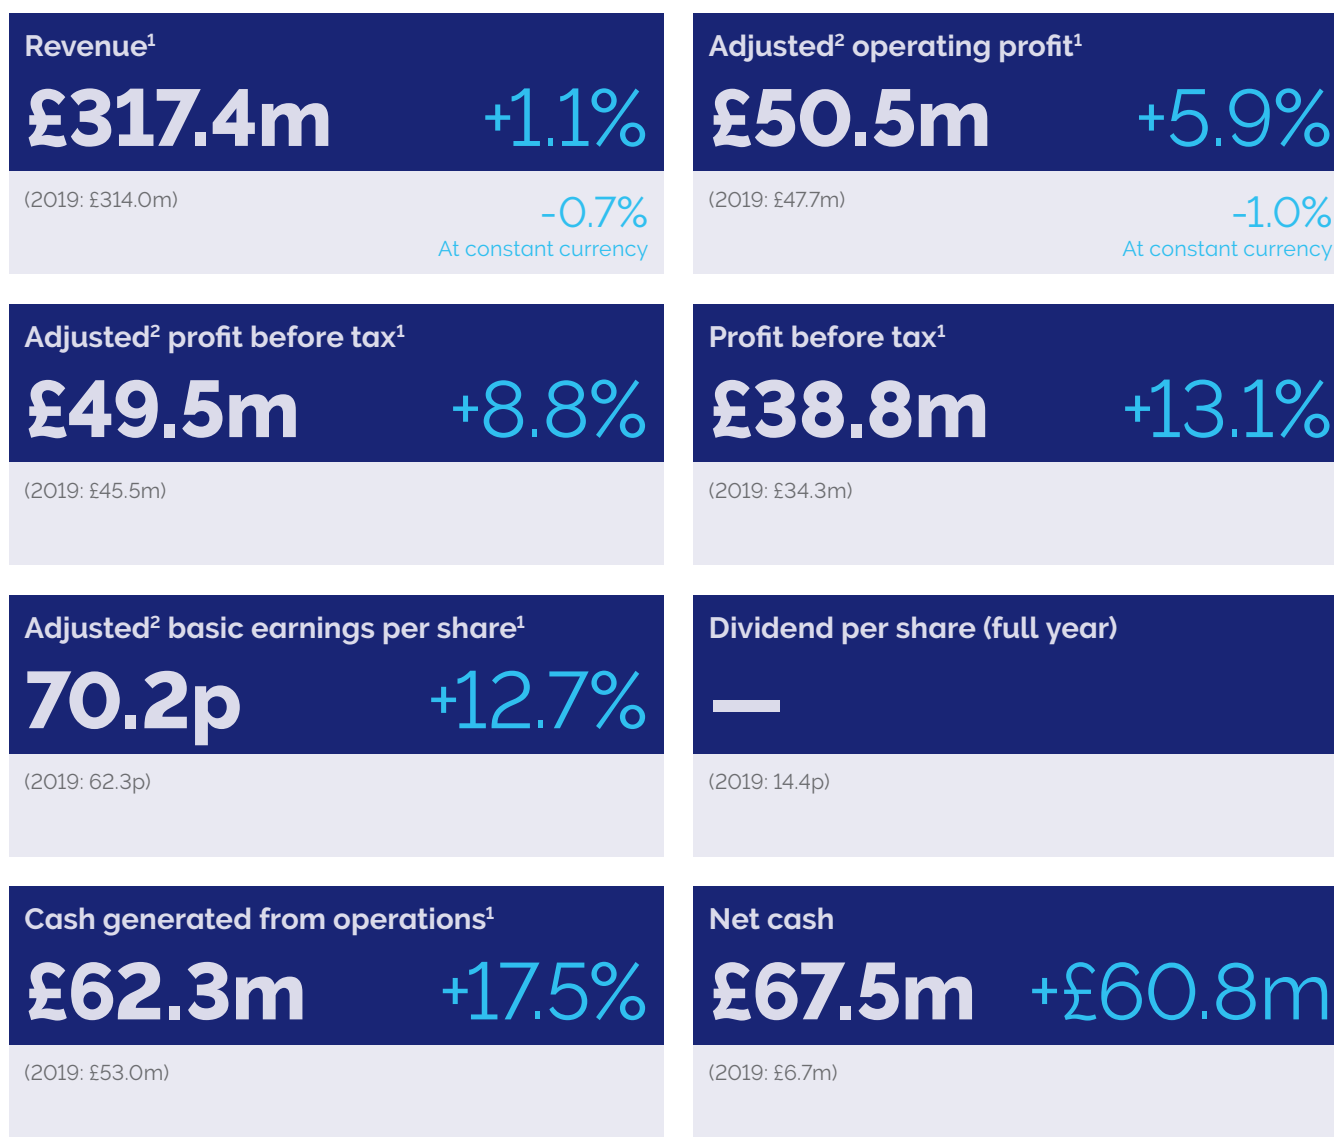 Revenue¹
£317.4m +1.1%
(2019: £314.0m)
-0.7%
At constant currency
Adjusted² operating profit¹
£50.5m +5.9%
(2019: £47.7m)
-1.0%
At constant currency
Adjusted² profit before tax¹
£49.5m +8.8%
(2019: £45.5m)
Profit before tax¹
£38.8m +13.1%
(2019: £34.3m)
Adjusted² basic earnings per share¹
70.2p +12.7%
(2019: 62.3p)
Dividend per share (full year)
—
(2019: 14.4p)
Cash generated from operations¹
£62.3m +17.5%
(2019: £53.0m)
Net cash
£67.5m +£60.8m
(2019: £6.7m)